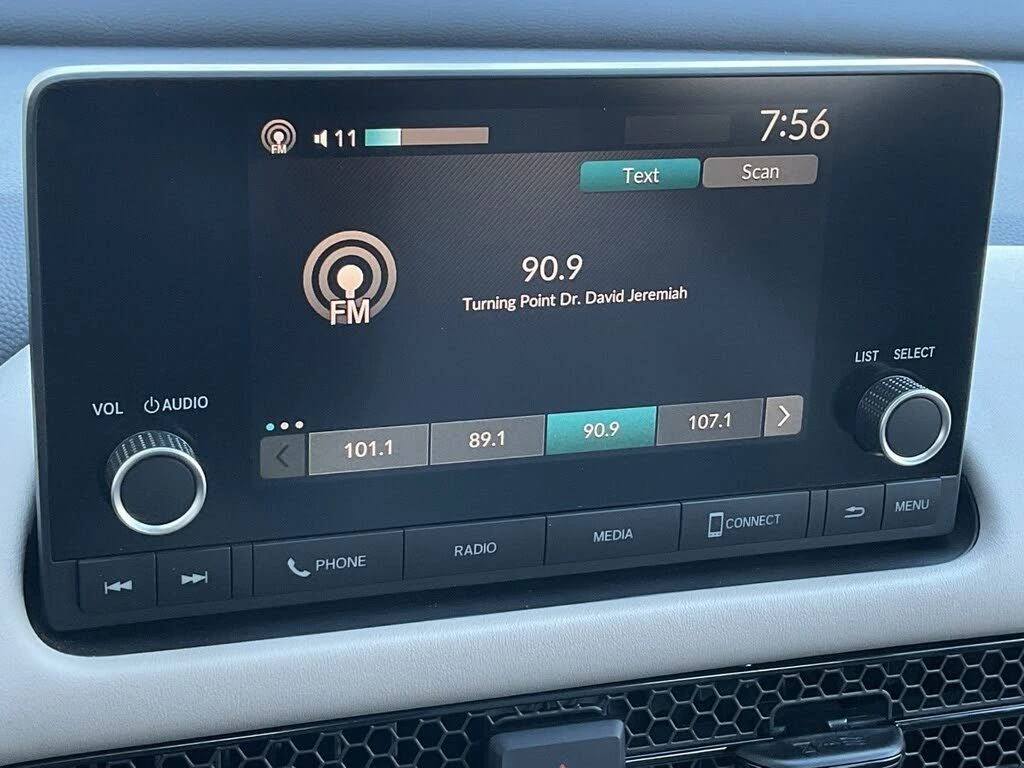 FM 11 7:56
Text Scan
FM
90.9
Turning Point Dr. David Jeremiah
LIST SELECT
VOL AUDIO
101.1 89.1 90.9 107.1
PHONE RADIO MEDIA CONNECT MENU